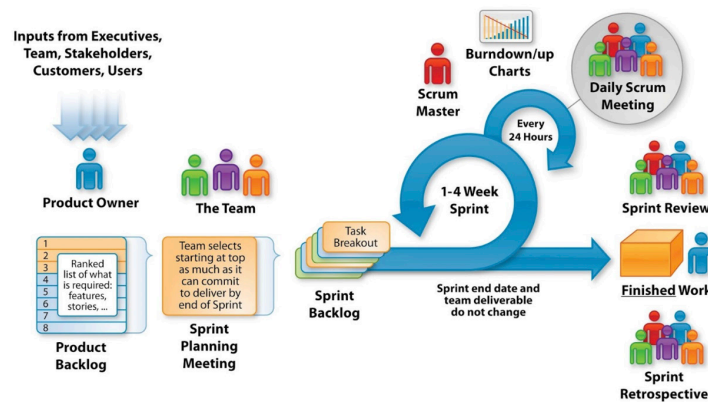 Inputs from Executives,
Team, Stakeholders,
Customers, Users
Product Owner
The Team
1
2
3
4
5
6
7
8
Ranked
list of what
is required:
features,
stories, ...
Product
Backlog
Team selects
starting at top
as much as it
can commit
to deliver by
end of Sprint
Sprint
Planning
Meeting
Task
Breakout
Sprint
Backlog
Scrum
Master
Burndown/up
Charts
Daily Scrum
Meeting
Every
24 Hours
1-4 Week
Sprint
Sprint end date and
team deliverable
do not change
Sprint Review
Finished Work
Sprint
Retrospective